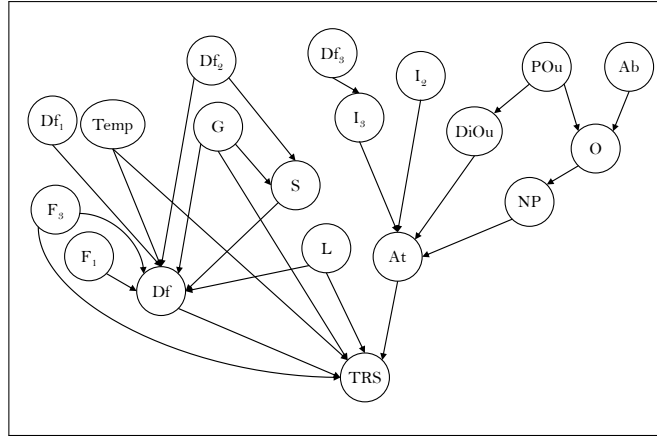 Df₂
Df₃
I₂
POu
Ab
Df₁
Temp
G
I₃
DiOu
O
S
F₃
NP
F₁
L
At
Df
TRS